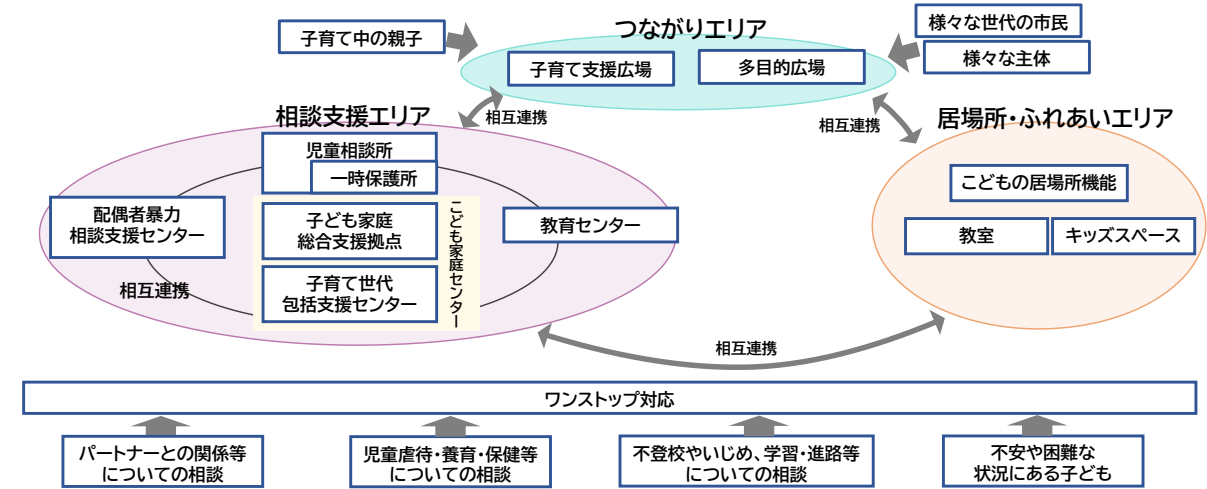 つながりエリア
子育て中の親子
様々な世代の市民
様々な主体
子育て支援広場
多目的広場
相互連携
相互連携
相談支援エリア
居場所・ふれあいエリア
児童相談所
一時保護所
配偶者暴力
相談支援センター
子ども家庭
総合支援拠点
子育て世代
包括支援センター
こども家庭センター
教育センター
相互連携
こどもの居場所機能
教室
キッズスペース
相互連携
ワンストップ対応
パートナーとの関係等
についての相談
児童虐待・養育・保健等
についての相談
不登校やいじめ、学習・進路等
についての相談
不安や困難な
状況にある子ども